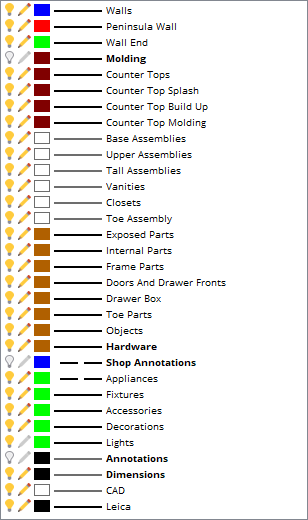 Walls
Peninsula Wall
Wall End
Molding
Counter Tops
Counter Top Splash
Counter Top Build Up
Counter Top Molding
Base Assemblies
Upper Assemblies
Tall Assemblies
Vanities
Closets
Toe Assembly
Exposed Parts
Internal Parts
Frame Parts
Doors And Drawer Fronts
Drawer Box
Toe Parts
Objects
Hardware
Shop Annotations
Appliances
Fixtures
Accessories
Decorations
Lights
Annotations
Dimensions
CAD
Leica